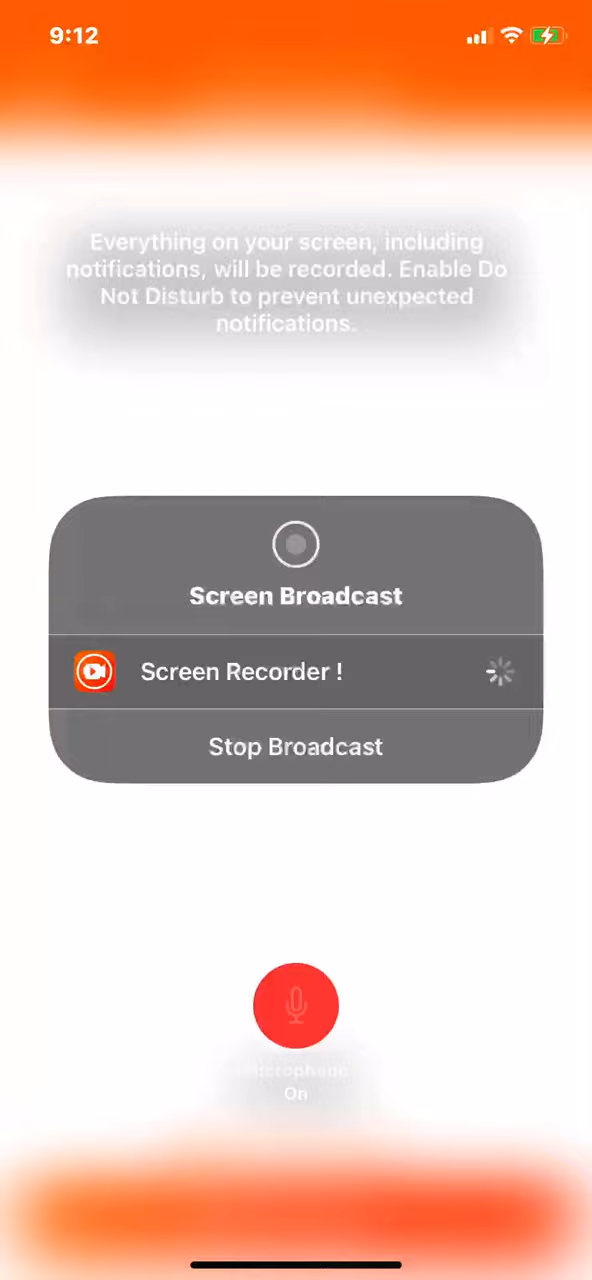 9:12
Everything on your screen, including
notifications, will be recorded. Enable Do
Not Disturb to prevent unexpected
notifications.
Screen Broadcast
Screen Recorder !
Stop Broadcast
Microphone
On